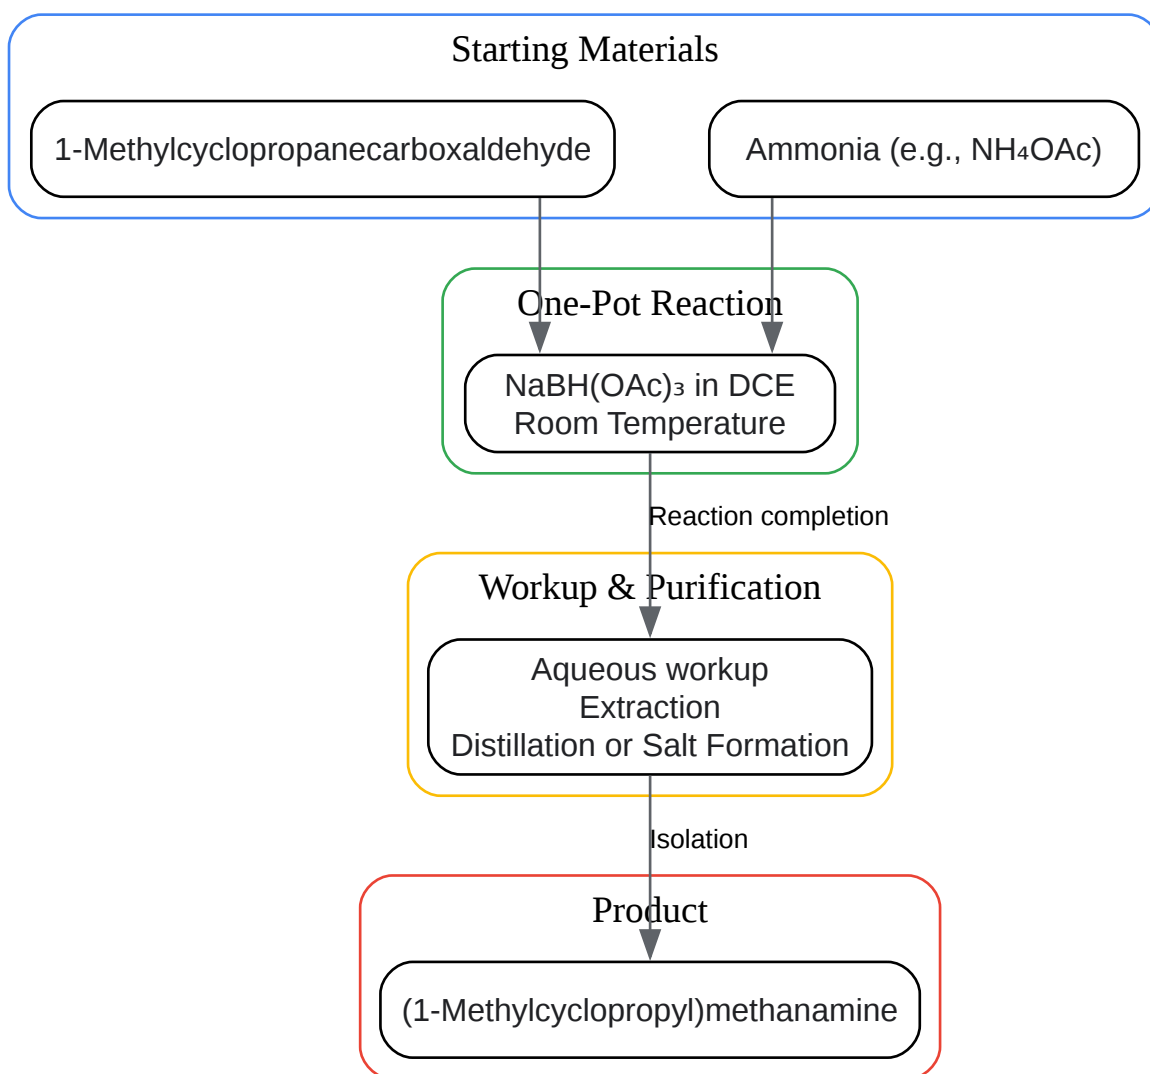 Starting Materials
1-Methylcyclopropanecarboxaldehyde
Ammonia (e.g., NH₄OAc)
One-Pot Reaction
NaBH(OAc)₃ in DCE
Room Temperature
Reaction completion
Workup & Purification
Aqueous workup
Extraction
Distillation or Salt Formation
Isolation
Product
(1-Methylcyclopropyl)methanamine